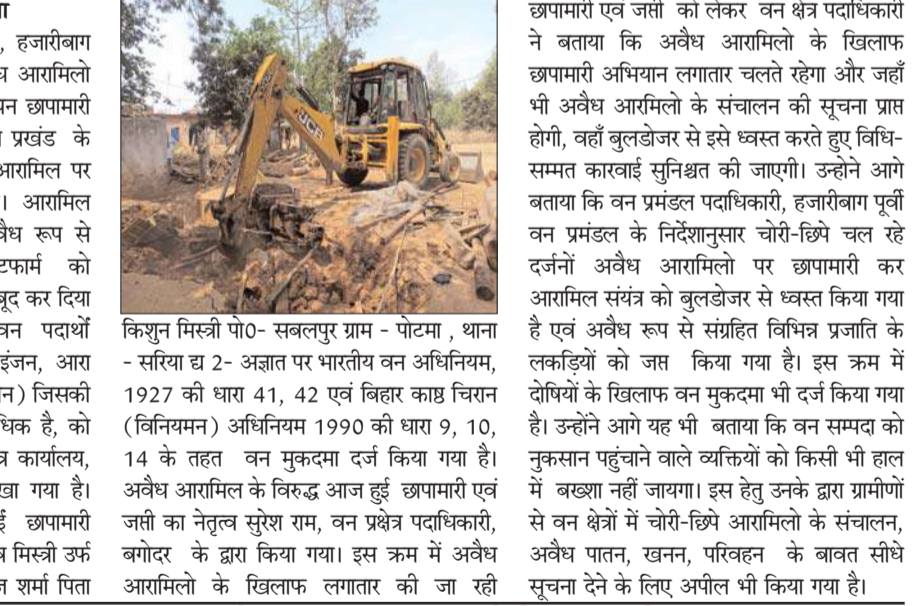 ा
, हजारीबाग
ध आरामिलो
पन छापामारी
प्रखंड के
आरामिल पर
। आरामिल
वैध रूप से
टफार्म को
बूद कर दिया
वन पदार्थों
इंजन, आरा
न) जिसकी
धिक है, को
त्र कार्यालय,
खा गया है।
ई छापामारी
ब मिस्त्री उर्फ
न शर्मा पिता
JCB
किशुन मिस्त्री पो0- सबलपुर ग्राम - पोटमा , थाना
- सरिया द्य 2- अज्ञात पर भारतीय वन अधिनियम,
1927 की धारा 41, 42 एवं बिहार काष्ठ चिरान
(विनियमन) अधिनियम 1990 की धारा 9, 10,
14 के तहत वन मुकदमा दर्ज किया गया है।
अवैध आरामिल के विरुद्ध आज हुई छापामारी एवं
जप्ती का नेतृत्व सुरेश राम, वन प्रक्षेत्र पदाधिकारी,
बगोदर के द्वारा किया गया। इस क्रम में अवैध
आरामिलो के खिलाफ लगातार की जा रही
छापामारी एवं जप्ती को लेकर वन क्षेत्र पदाधिकारी
ने बताया कि अवैध आरामिलो के खिलाफ
छापामारी अभियान लगातार चलते रहेगा और जहाँ
भी अवैध आरमिलो के संचालन की सूचना प्राप्त
होगी, वहाँ बुलडोजर से इसे ध्वस्त करते हुए विधि-
सम्मत कारवाई सुनिश्चत की जाएगी। उन्होने आगे
बताया कि वन प्रमंडल पदाधिकारी, हजारीबाग पूर्वी
वन प्रमंडल के निर्देशानुसार चोरी-छिपे चल रहे
दर्जनों अवैध आरामिलो पर छापामारी कर
आरामिल संयंत्र को बुलडोजर से ध्वस्त किया गया
है एवं अवैध रूप से संग्रहित विभिन्न प्रजाति के
लकड़ियों को जप्त किया गया है। इस क्रम में
दोषियों के खिलाफ वन मुकदमा भी दर्ज किया गया
है। उन्होंने आगे यह भी बताया कि वन सम्पदा को
नुकसान पहुंचाने वाले व्यक्तियों को किसी भी हाल
में बख्शा नहीं जायगा। इस हेतु उनके द्वारा ग्रामीणों
से वन क्षेत्रों में चोरी-छिपे आरामिलो के संचालन,
अवैध पातन, खनन, परिवहन के बावत सीधे
सूचना देने के लिए अपील भी किया गया है।